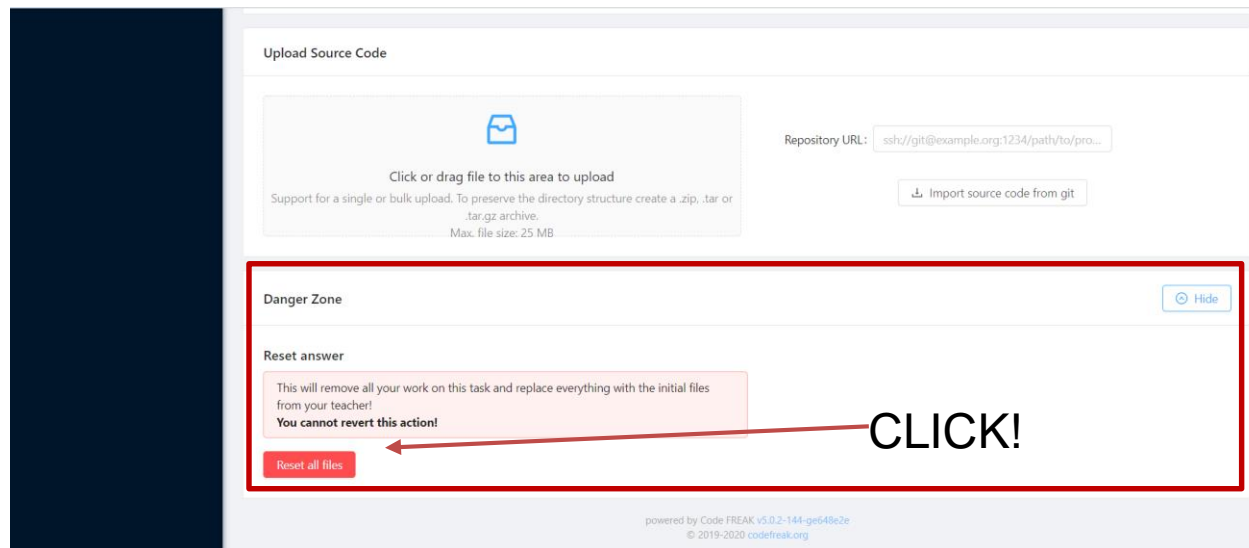 Upload Source Code
Click or drag file to this area to upload
Support for a single or bulk upload. To preserve the directory structure create a .zip, .tar or
.tar.gz archive.
Max. file size: 25 MB
Repository URL:
ssh://git@example.org:1234/path/to/pro...
Import source code from git
Danger Zone
Hide
Reset answer
This will remove all your work on this task and replace everything with the initial files
from your teacher!
You cannot revert this action!
CLICK!
Reset all files
powered by Code FREAK v5.0.2-144-ge648e2e
© 2019-2020 codefreak.org